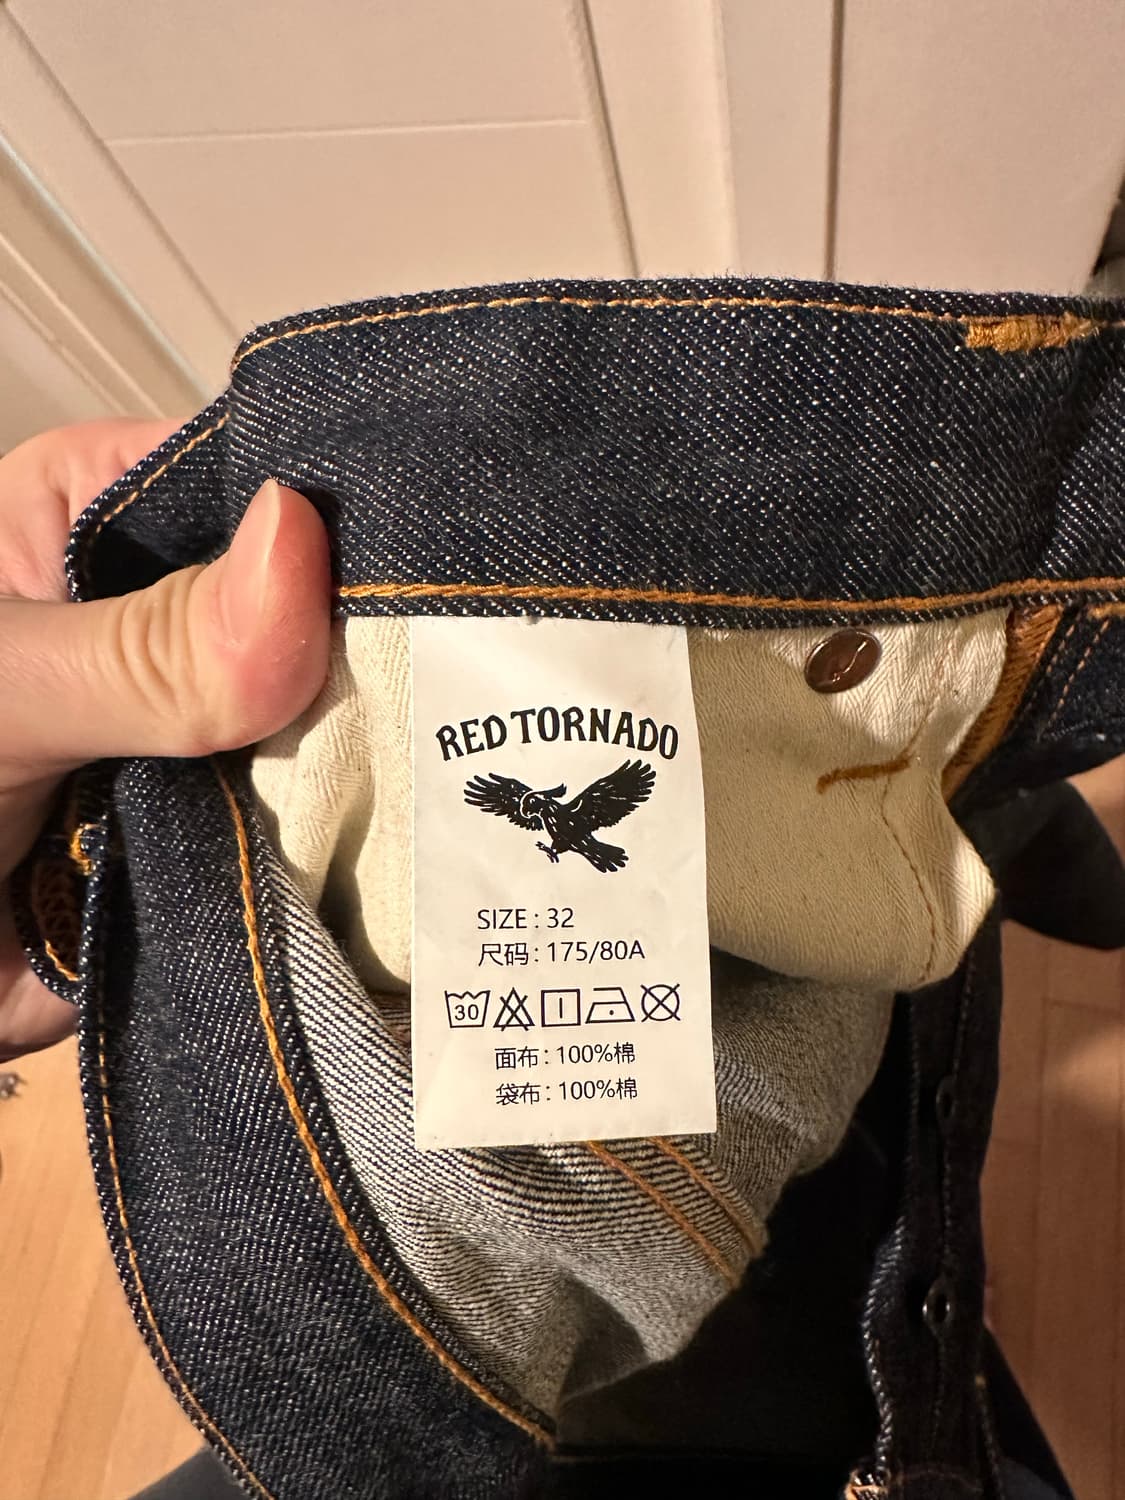 RED TORNADO
SIZE : 32
尺码 : 175/80A
30
面布 : 100%棉
袋布 : 100%棉